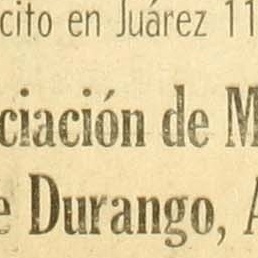 cito en Juárez 11
ciación de M
e Durango, A